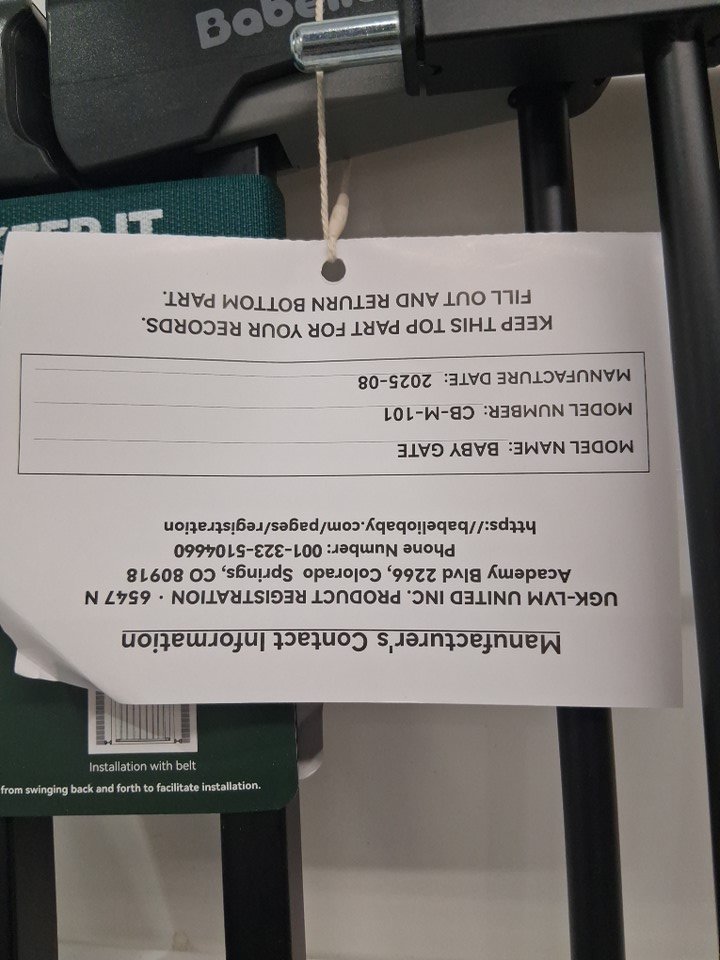 Babelio
KEEP IT
Manufacturer's Contact Information
UGK-LVM UNITED INC. PRODUCT REGISTRATION · 6547 N
Academy Blvd 2266, Colorado Springs, CO 80918
Phone Number: 001-323-5104660
https://babeliobaby.com/pages/registration
MODEL NAME: BABY GATE
MODEL NUMBER: CB-M-101
MANUFACTURE DATE: 2025-08
KEEP THIS TOP PART FOR YOUR RECORDS.
FILL OUT AND RETURN BOTTOM PART.
Installation with belt
from swinging back and forth to facilitate installation.